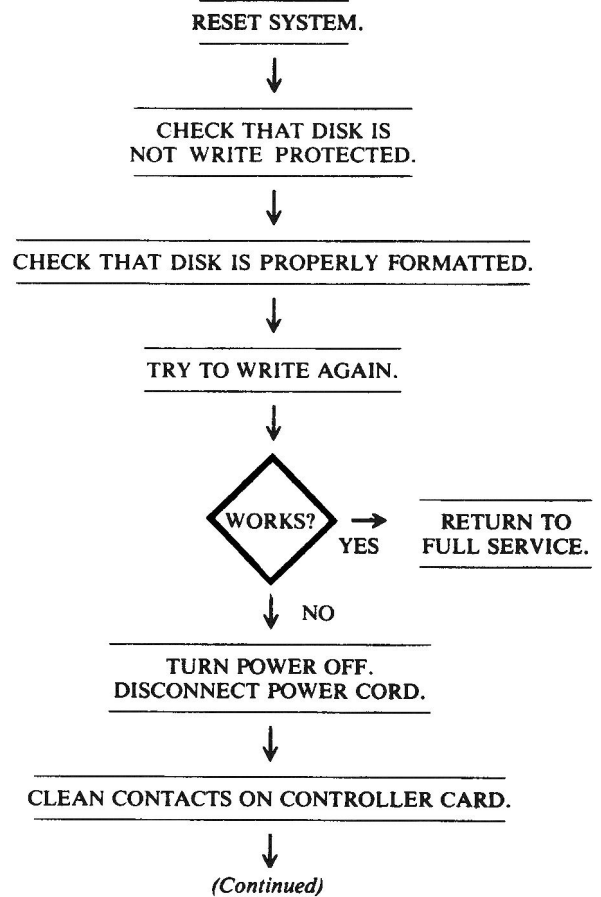 RESET SYSTEM.
CHECK THAT DISK IS
NOT WRITE PROTECTED.
CHECK THAT DISK IS PROPERLY FORMATTED.
TRY TO WRITE AGAIN.
WORKS?
YES
RETURN TO
FULL SERVICE.
NO
TURN POWER OFF.
DISCONNECT POWER CORD.
CLEAN CONTACTS ON CONTROLLER CARD.
(Continued)